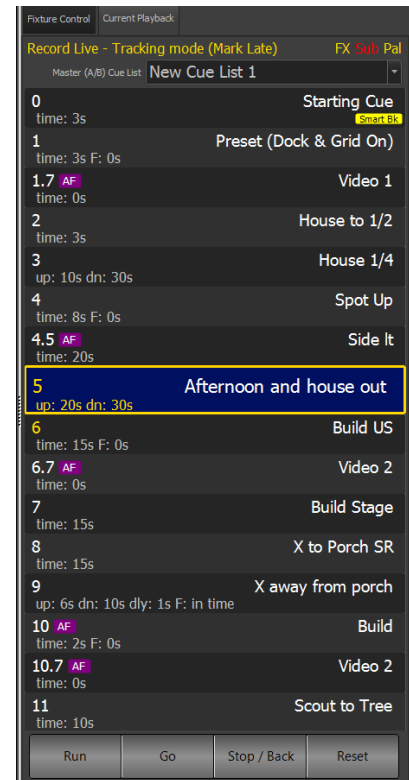 Fixture Control Current Playback
Record Live - Tracking mode (Mark Late) FX Sub Pal
Master (A/B) Cue List New Cue List 1
0 Starting Cue
time: 3s Smart Bk
1 Preset (Dock & Grid On)
time: 3s F: 0s
1.7 AF Video 1
time: 0s
2 House to 1/2
time: 3s
3 House 1/4
up: 10s dn: 30s
4 Spot Up
time: 8s F: 0s
4.5 AF Side lt
time: 20s
5 Afternoon and house out
up: 20s dn: 30s
6 Build US
time: 15s F: 0s
6.7 AF Video 2
time: 0s
7 Build Stage
time: 15s
8 X to Porch SR
time: 15s
9 X away from porch
up: 6s dn: 10s dly: 1s F: in time
10 AF Build
time: 2s F: 0s
10.7 AF Video 2
time: 0s
11 Scout to Tree
time: 10s
Run Go Stop / Back Reset